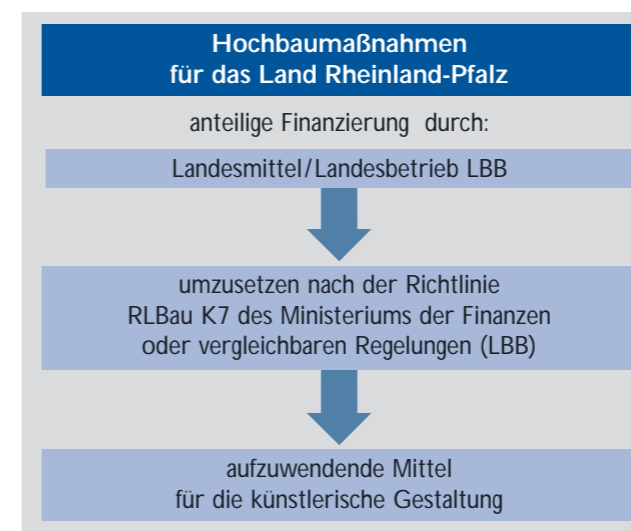 Hochbaumaßnahmen
für das Land Rheinland-Pfalz
anteilige Finanzierung durch:
Landesmittel/Landesbetrieb LBB
umzusetzen nach der Richtlinie
RLBau K7 des Ministeriums der Finanzen
oder vergleichbaren Regelungen (LBB)
aufzuwendende Mittel
für die künstlerische Gestaltung